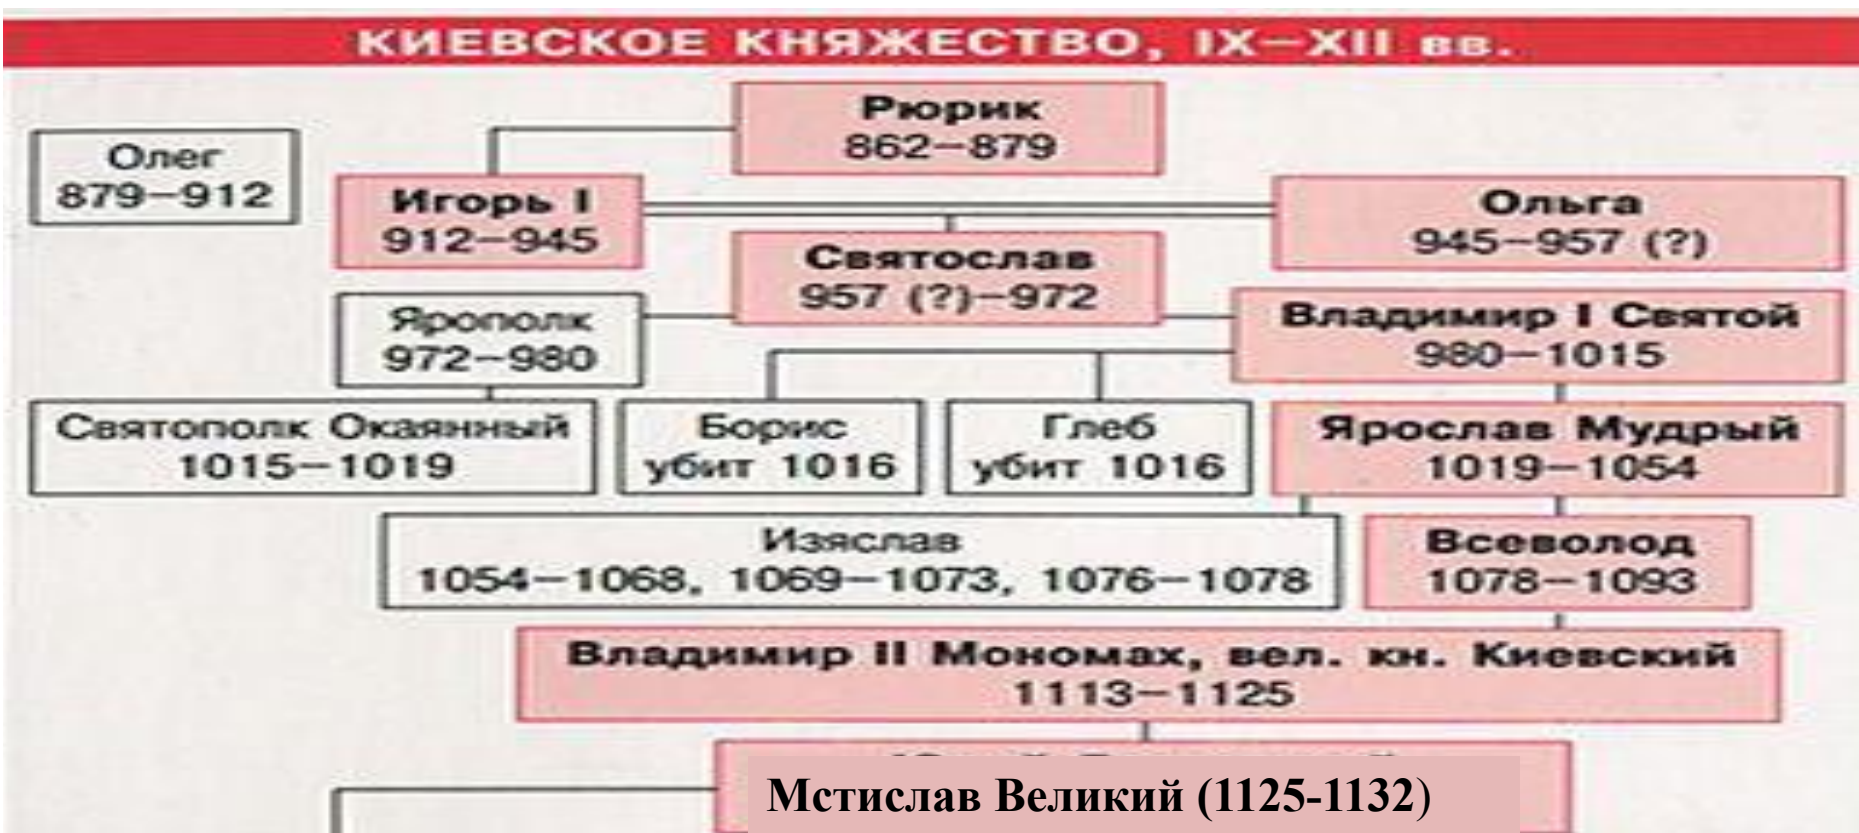 КИЕВСКОЕ КНЯЖЕСТВО, IX–XII вв.
Рюрик
862–879
Олег
879–912
Игорь I
912–945
Ольга
945–957 (?)
Святослав
957 (?)–972
Ярополк
972–980
Владимир I Святой
980–1015
Святополк Окаянный
1015–1019
Борис
убит 1016
Глеб
убит 1016
Ярослав Мудрый
1019–1054
Изяслав
1054–1068, 1069–1073, 1076–1078
Всеволод
1078–1093
Владимир II Мономах, вел. кн. Киевский
1113–1125
Мстислав Великий (1125-1132)